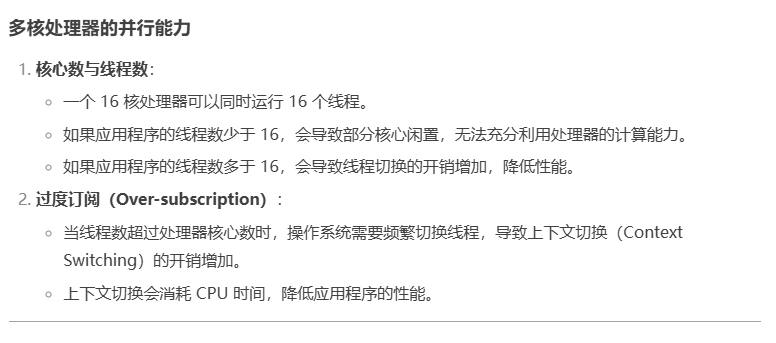 多核处理器的并行能力
1. 核心数与线程数:
◦ 一个 16 核处理器可以同时运行 16 个线程。
◦ 如果应用程序的线程数少于 16，会导致部分核心闲置，无法充分利用处理器的计算能力。
◦ 如果应用程序的线程数多于 16，会导致线程切换的开销增加，降低性能。
2. 过度订阅（Over-subscription）:
◦ 当线程数超过处理器核心数时，操作系统需要频繁切换线程，导致上下文切换（Context
Switching）的开销增加。
◦ 上下文切换会消耗 CPU 时间，降低应用程序的性能。